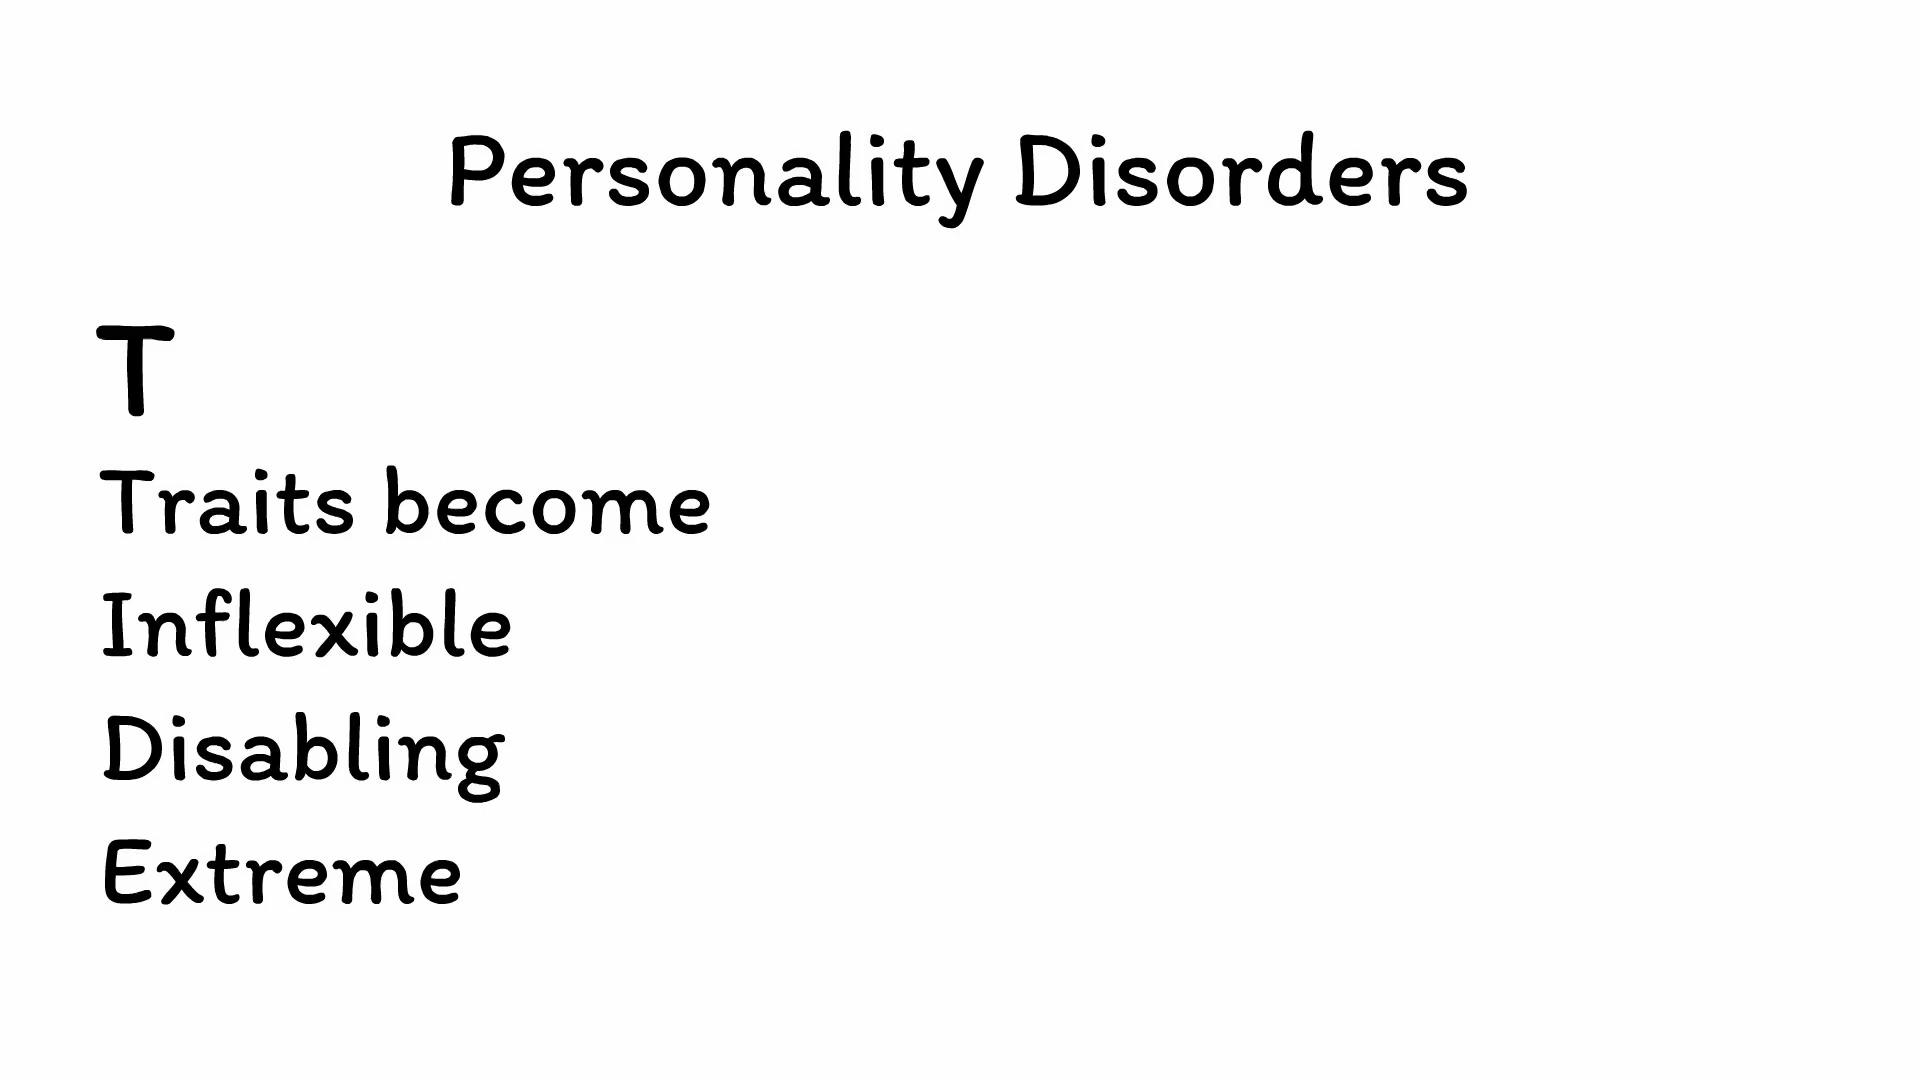 Personality Disorders
T
Traits become
Inflexible
Disabling
Extreme